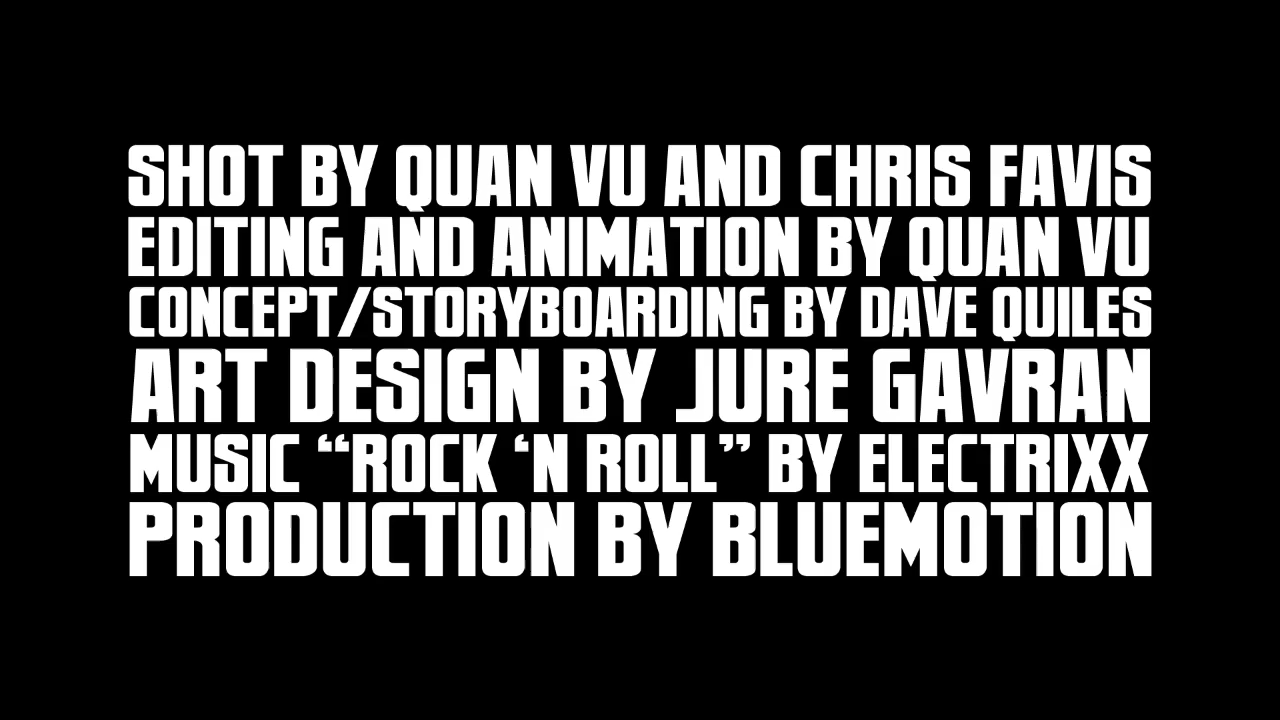 SHOT BY QUAN VU AND CHRIS FAVIS
EDITING AND ANIMATION BY QUAN VU
CONCEPT/STORYBOARDING BY DAVE QUILES
ART DESIGN BY JURE GAVRAN
MUSIC “ROCK ‘N ROLL” BY ELECTRIXX
PRODUCTION BY BLUEMOTION